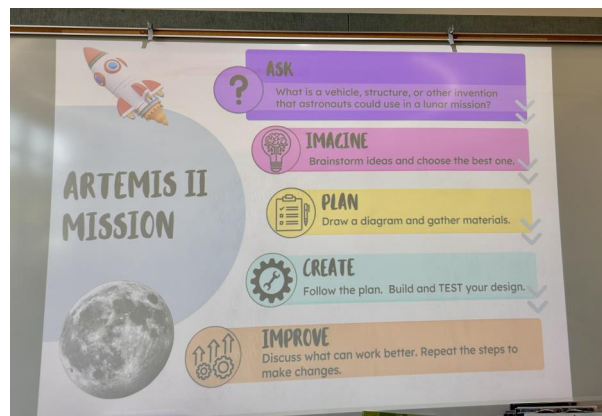 ARTEMIS II
MISSION
ASK
What is a vehicle, structure, or other invention
that astronauts could use in a lunar mission?
IMAGINE
Brainstorm ideas and choose the best one.
PLAN
Draw a diagram and gather materials.
CREATE
Follow the plan. Build and TEST your design.
IMPROVE
Discuss what can work better. Repeat the steps to
make changes.